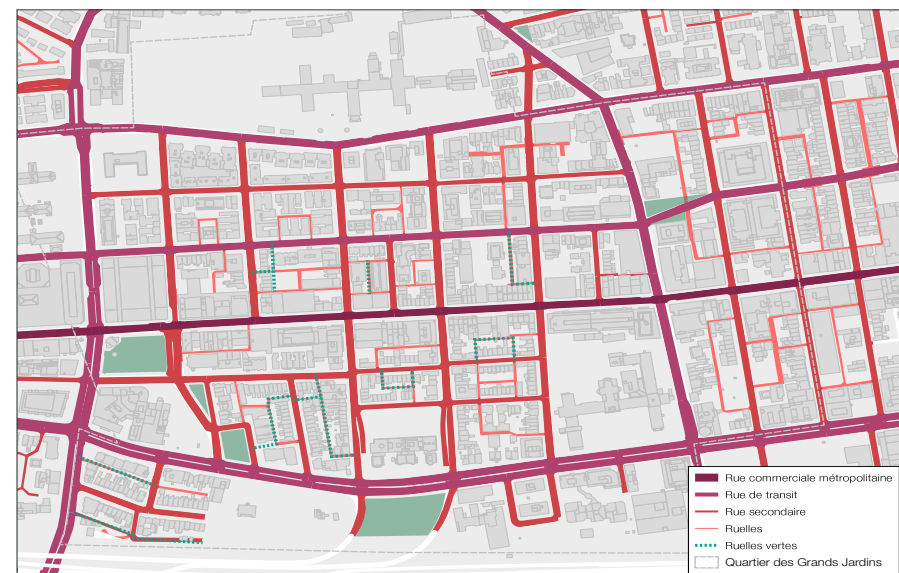 Rue commerciale métropolitaine
Rue de transit
Rue secondaire
Ruelles
Ruelles vertes
Quartier des Grands Jardins